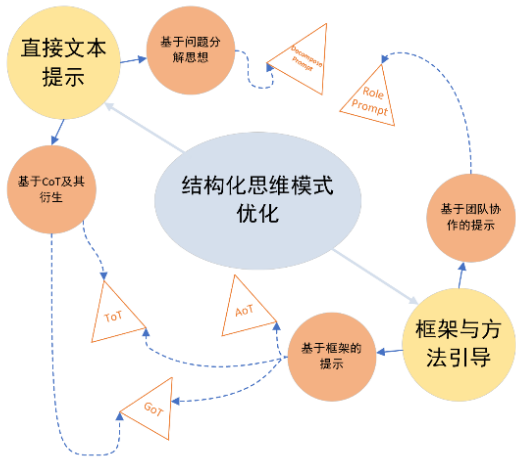 直接文本
提示
基于问题分
解思想
Decompose
Prompt
Role
Prompt
基于CoT及其
衍生
结构化思维模式
优化
基于团队协
作的提示
ToT
AoT
基于框架的
提示
框架与方
法引导
GoT